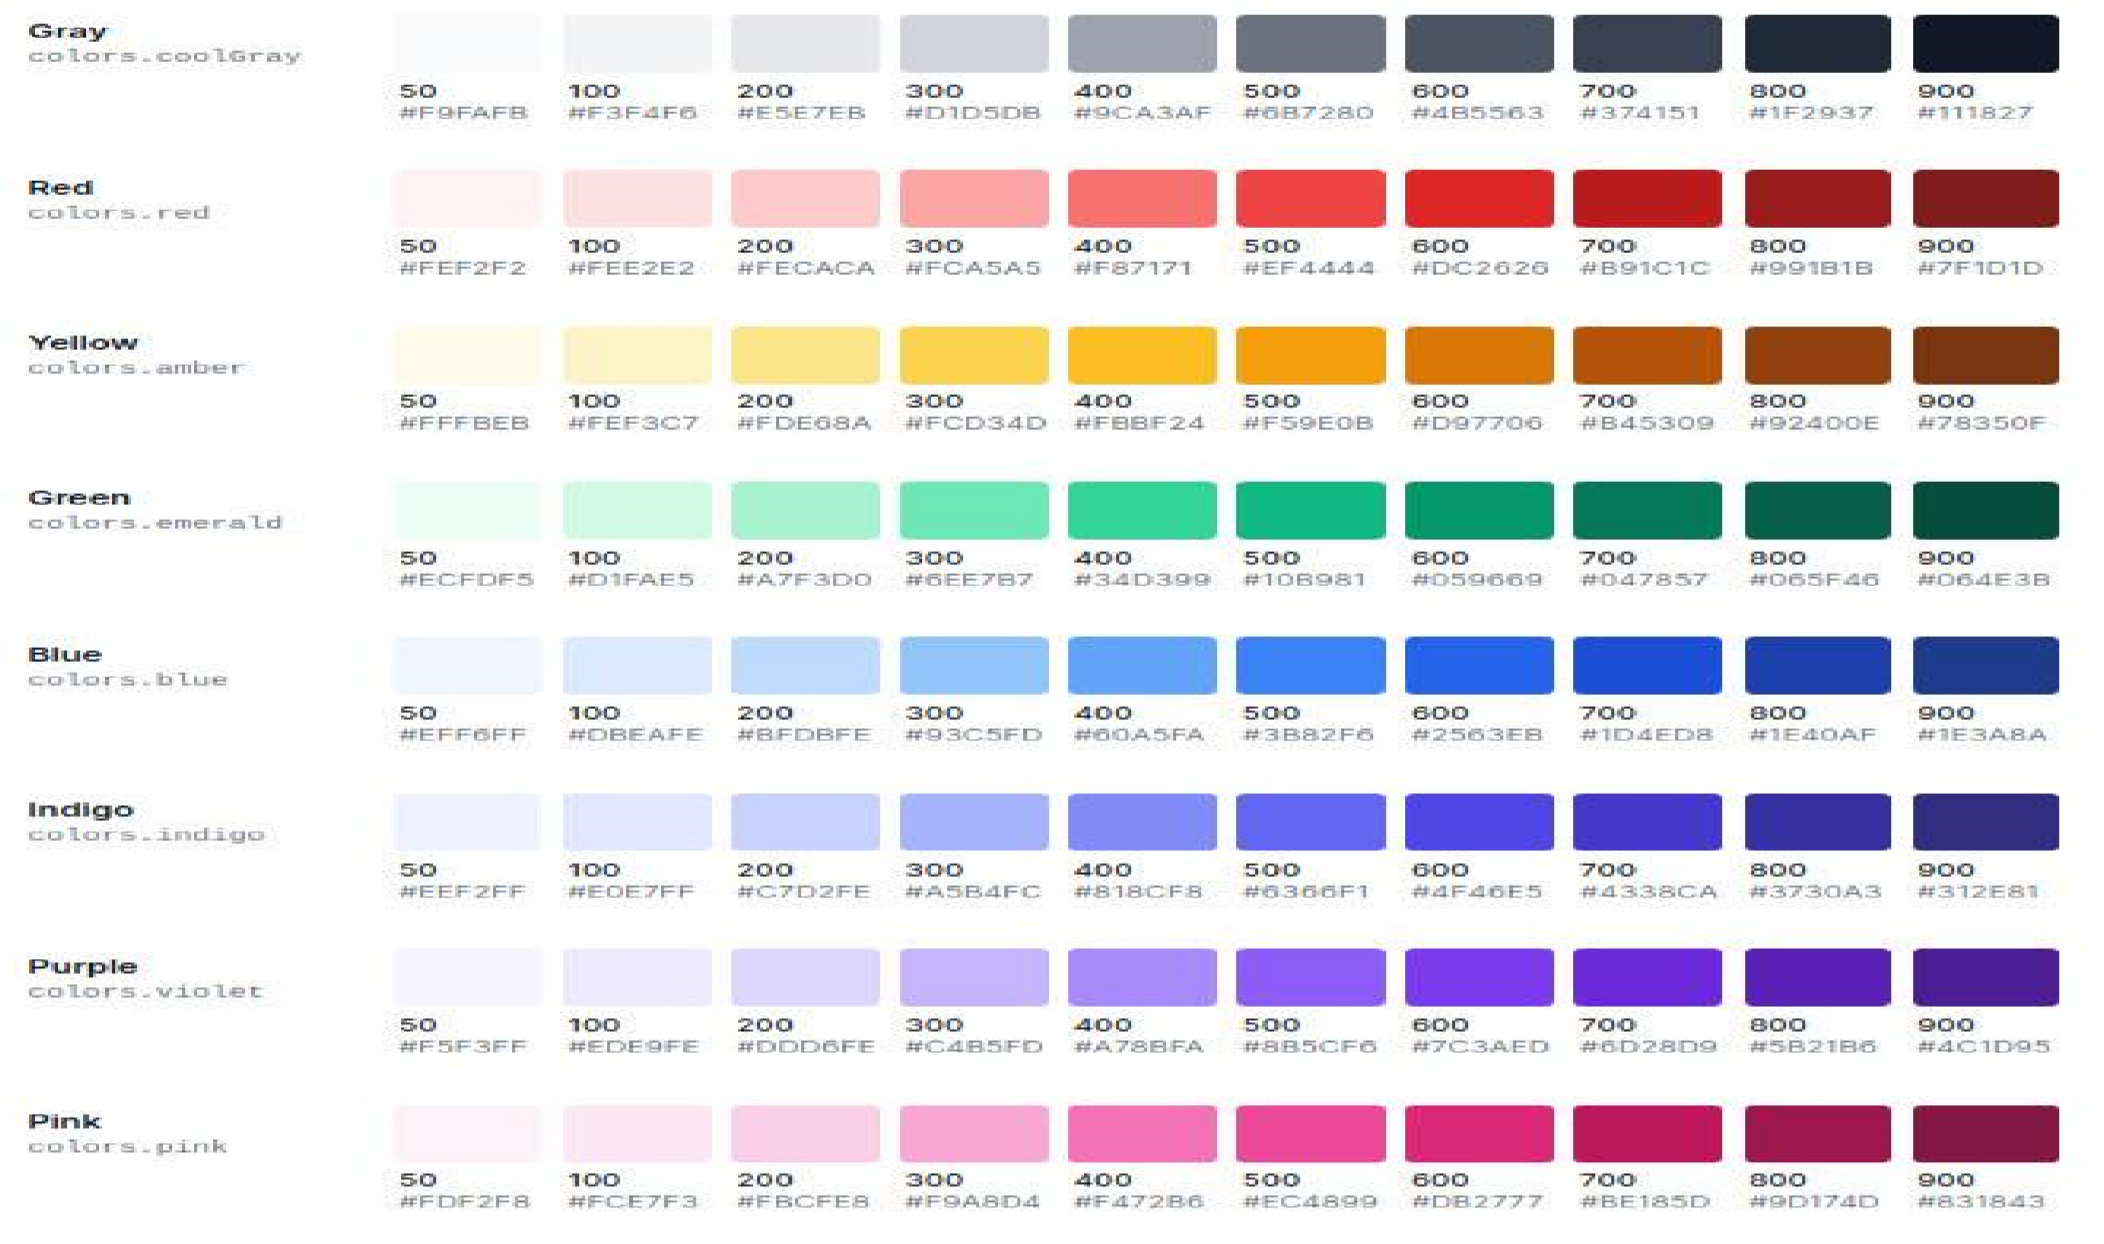 Gray
colors.coolGray
50 100 200 300 400 500 600 700 800 900
#F9FAFB #F3F4F6 #E5E7EB #D1D5DB #9CA3AF #6B7280 #4B5563 #374151 #1F2937 #111827
Red
colors.red
50 100 200 300 400 500 600 700 800 900
#FEF2F2 #FEE2E2 #FECACA #FCA5A5 #F87171 #EF4444 #DC2626 #B91C1C #991B1B #7F1D1D
Yellow
colors.amber
50 100 200 300 400 500 600 700 800 900
#FFFBEB #FEF3C7 #FDE68A #FCD34D #FBBF24 #F59E0B #D97706 #B45309 #92400E #78350F
Green
colors.emerald
50 100 200 300 400 500 600 700 800 900
#ECFDF5 #D1FAE5 #A7F3D0 #6EE7B7 #34D399 #10B981 #059669 #047857 #065F46 #064E3B
Blue
colors.blue
50 100 200 300 400 500 600 700 800 900
#EFF6FF #DBEAFE #BFDBFE #93C5FD #60A5FA #3B82F6 #2563EB #1D4ED8 #1E40AF #1E3A8A
Indigo
colors.indigo
50 100 200 300 400 500 600 700 800 900
#EEF2FF #E0E7FF #C7D2FE #A5B4FC #818CF8 #6366F1 #4F46E5 #4338CA #3730A3 #312E81
Purple
colors.violet
50 100 200 300 400 500 600 700 800 900
#F5F3FF #EDE9FE #DDD6FE #C4B5FD #A78BFA #8B5CF6 #7C3AED #6D28D9 #5B21B6 #4C1D95
Pink
colors.pink
50 100 200 300 400 500 600 700 800 900
#FDF2F8 #FCE7F3 #FBCFE8 #F9A8D4 #F472B6 #EC4899 #DB2777 #BE185D #9D174D #831843